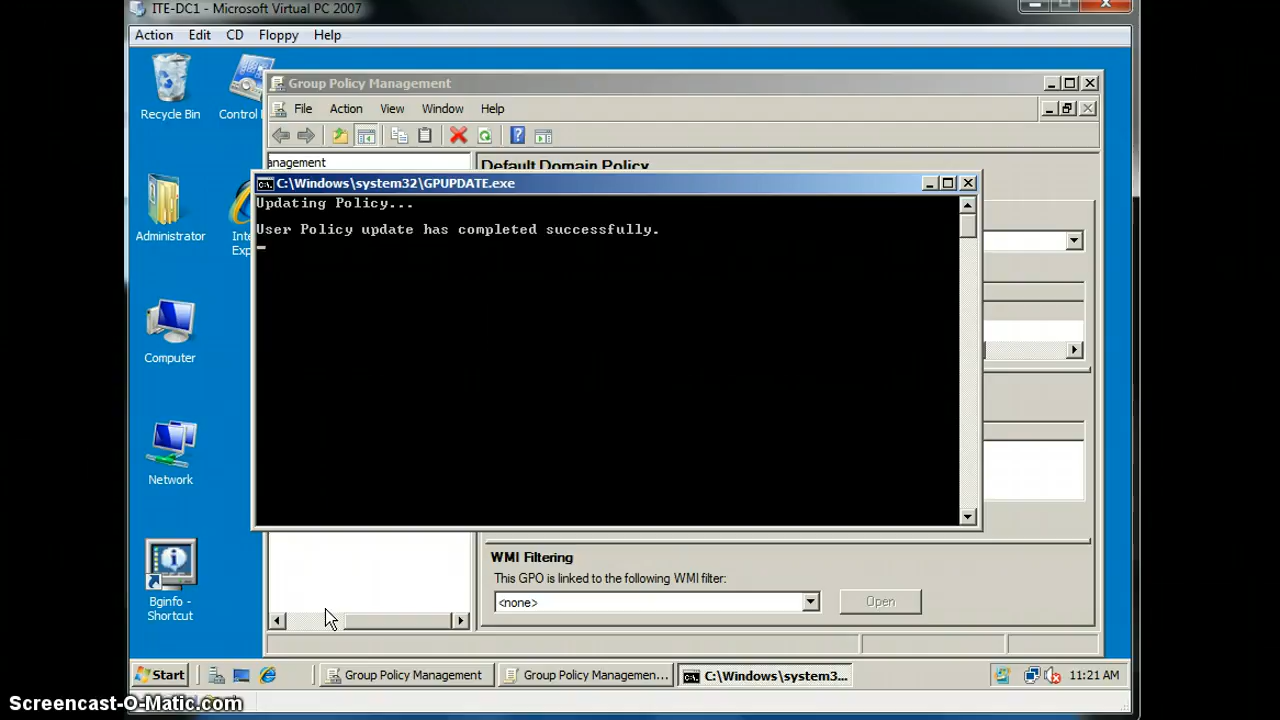 ITE-DC1 - Microsoft Virtual PC 2007
Action Edit CD Floppy Help
Recycle Bin
Control
Group Policy Management
File Action View Window Help
anagement
Default Domain Policy
C:\Windows\system32\GPUPDATE.exe
Updating Policy...
User Policy update has completed successfully.
Administrator
Inte
Exp
Computer
Network
Bginfo -
Shortcut
WMI Filtering
This GPO is linked to the following WMI filter:
<none>
Open
Start
Group Policy Management
Group Policy Managemen...
C:\Windows\system3...
11:21 AM
Screencast-O-Matic.com